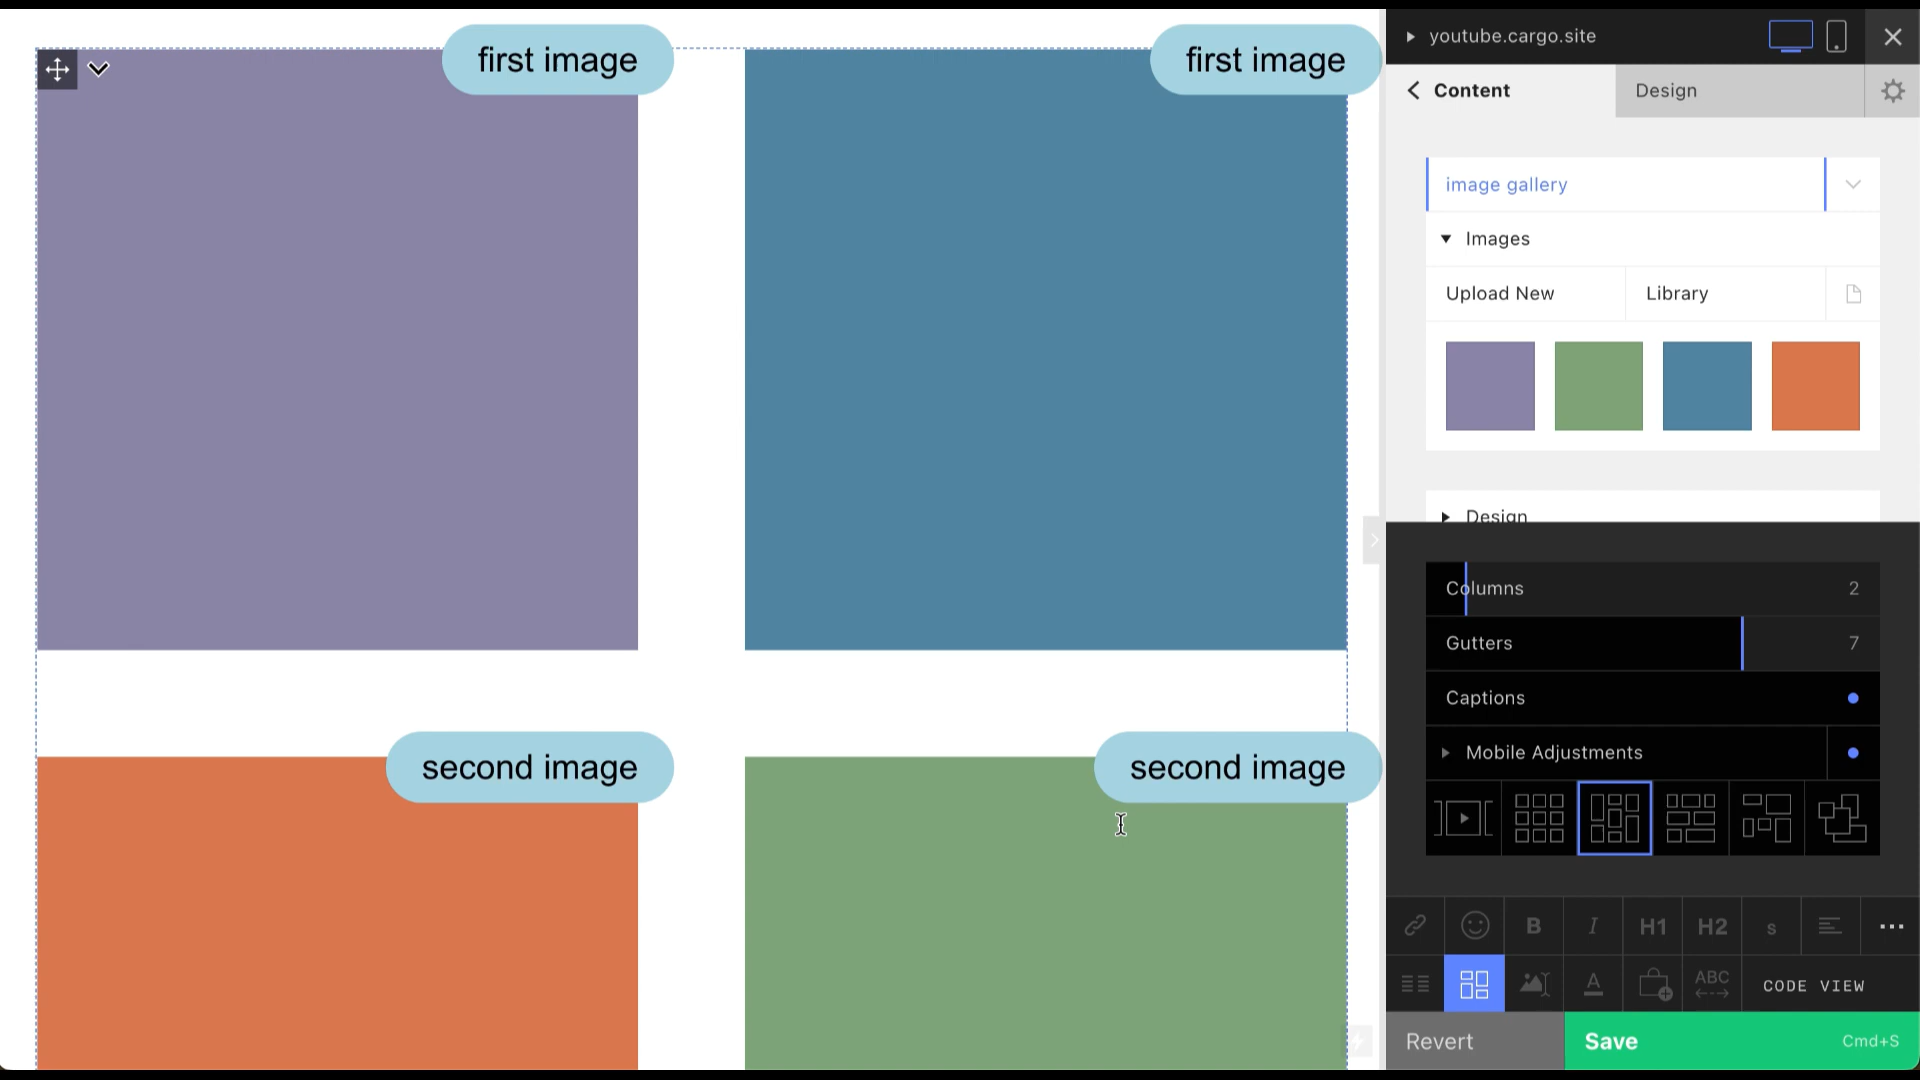 first image
first image
second image
second image
youtube.cargo.site
Content
Design
image gallery
Images
Upload New
Library
Design
Columns 2
Gutters 7
Captions
Mobile Adjustments
B I H1 H2 s ...
A ABC CODE VIEW
Revert
Save Cmd+S